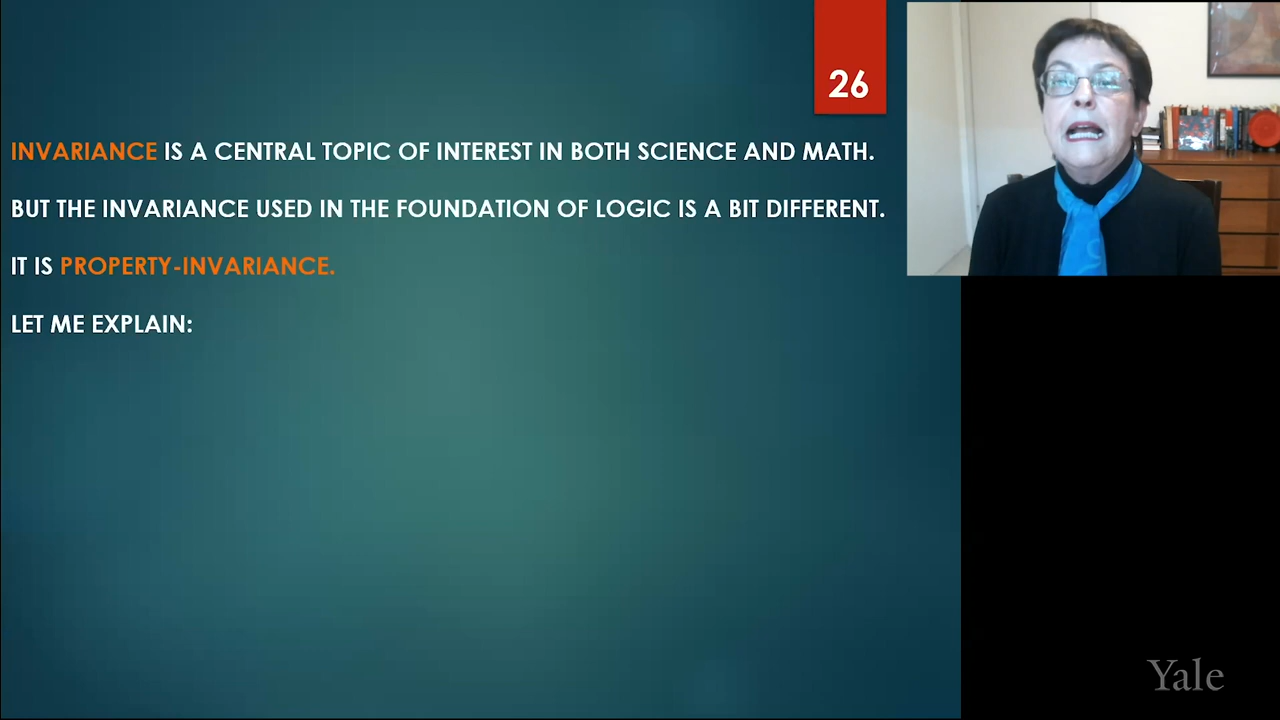 26
INVARIANCE IS A CENTRAL TOPIC OF INTEREST IN BOTH SCIENCE AND MATH.
BUT THE INVARIANCE USED IN THE FOUNDATION OF LOGIC IS A BIT DIFFERENT.
IT IS PROPERTY-INVARIANCE.
LET ME EXPLAIN:
Yale